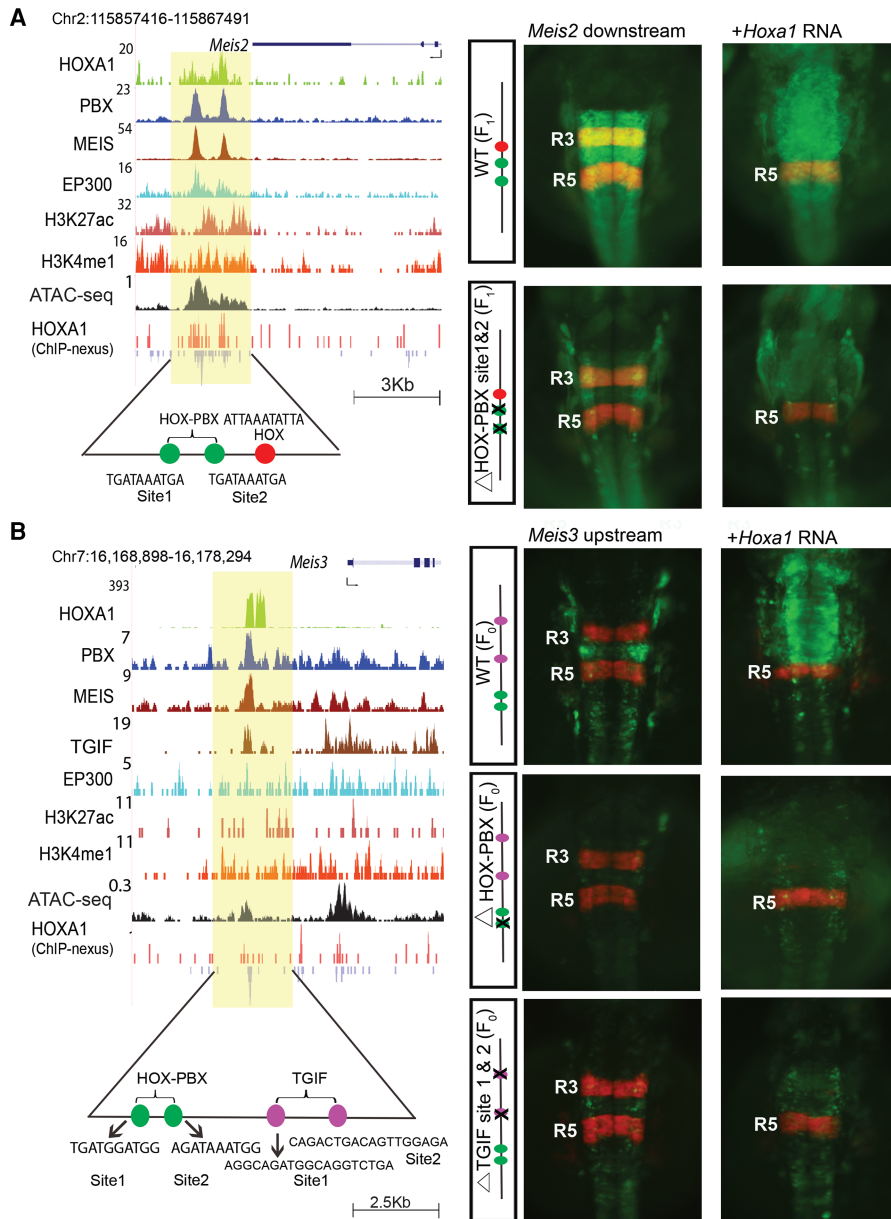 A
Chr2:115857416-115867491
Meis2
20
HOXA1
23
PBX
54
MEIS
16
EP300
32
H3K27ac
16
H3K4me1
1
ATAC-seq
HOXA1
(ChIP-nexus)
3Kb
HOX-PBX ATTAAATATTA
HOX
TGATAAATGA TGATAAATGA
Site1 Site2
Meis2 downstream +Hoxa1 RNA
WT (F1)
R3
R5
R5
△HOX-PBX site1&2 (F1)
R3
R5
R5
B
Chr7:16,168,898-16,178,294
Meis3
393
HOXA1
7
PBX
9
MEIS
19
TGIF
5
EP300
11
H3K27ac
11
H3K4me1
0.3
ATAC-seq
HOXA1
(ChIP-nexus)
HOX-PBX TGIF
TGATGGATGG AGATAAATGG CAGACTGACAGTTGGAGA
AGGCAGATGGCAGGTCTGA Site2
Site1 Site2 Site1
2.5Kb
Meis3 upstream +Hoxa1 RNA
WT (F0)
R3
R5
R5
△HOX-PBX (F0)
R3
R5
R5
△TGIF site 1 & 2 (F0)
R3
R5
R5